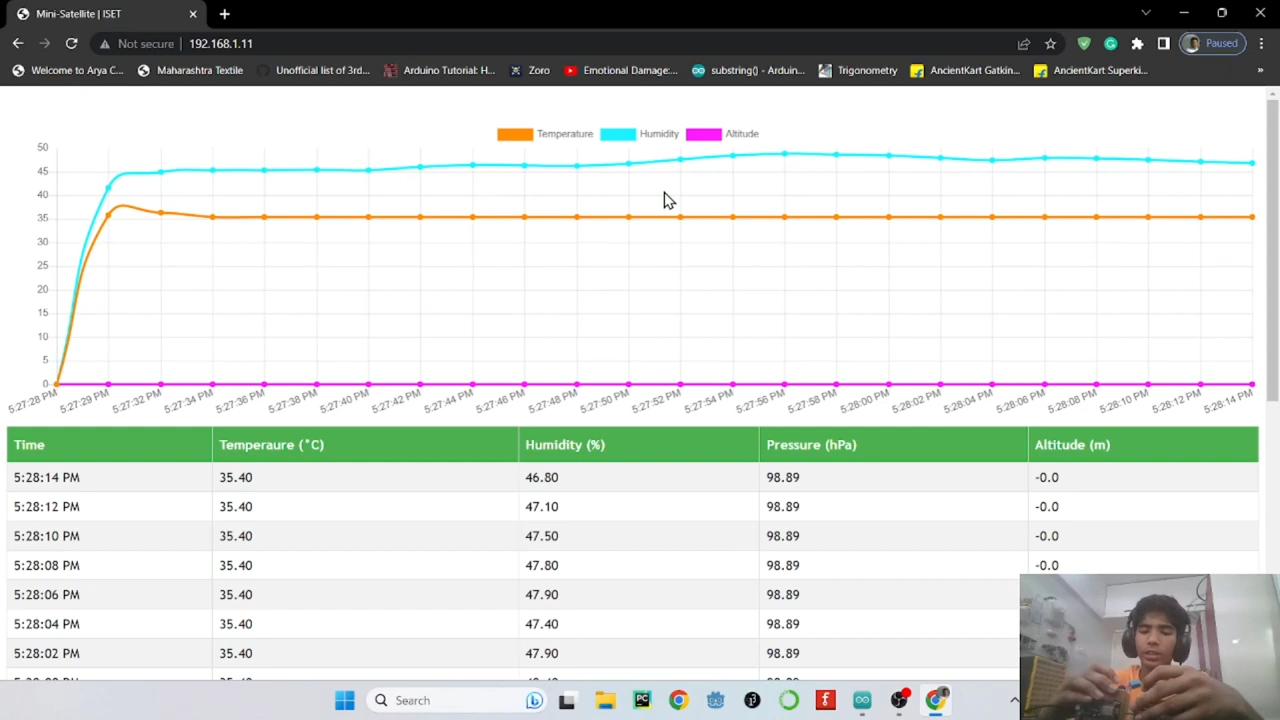 Mini-Satellite | ISET
Not secure
192.168.1.11
Paused
Welcome to Arya C...
Maharashtra Textile
Unofficial list of 3rd...
Arduino Tutorial: H...
Zoro
Emotional Damage:...
substring() - Arduin...
Trigonometry
AncientKart Gatkin...
AncientKart Superki...
»
Temperature
Humidity
Altitude
50
45
40
35
30
25
20
15
10
5
0
5:27:28 PM
5:27:29 PM
5:27:32 PM
5:27:34 PM
5:27:36 PM
5:27:38 PM
5:27:40 PM
5:27:42 PM
5:27:44 PM
5:27:46 PM
5:27:48 PM
5:27:50 PM
5:27:52 PM
5:27:54 PM
5:27:56 PM
5:27:58 PM
5:28:00 PM
5:28:02 PM
5:28:04 PM
5:28:06 PM
5:28:08 PM
5:28:10 PM
5:28:12 PM
5:28:14 PM
Time Temperaure (°C) Humidity (%) Pressure (hPa) Altitude (m)
5:28:14 PM 35.40 46.80 98.89 -0.0
5:28:12 PM 35.40 47.10 98.89 -0.0
5:28:10 PM 35.40 47.50 98.89 -0.0
5:28:08 PM 35.40 47.80 98.89 -0.0
5:28:06 PM 35.40 47.90 98.89
5:28:04 PM 35.40 47.40 98.89
5:28:02 PM 35.40 47.90 98.89
Search